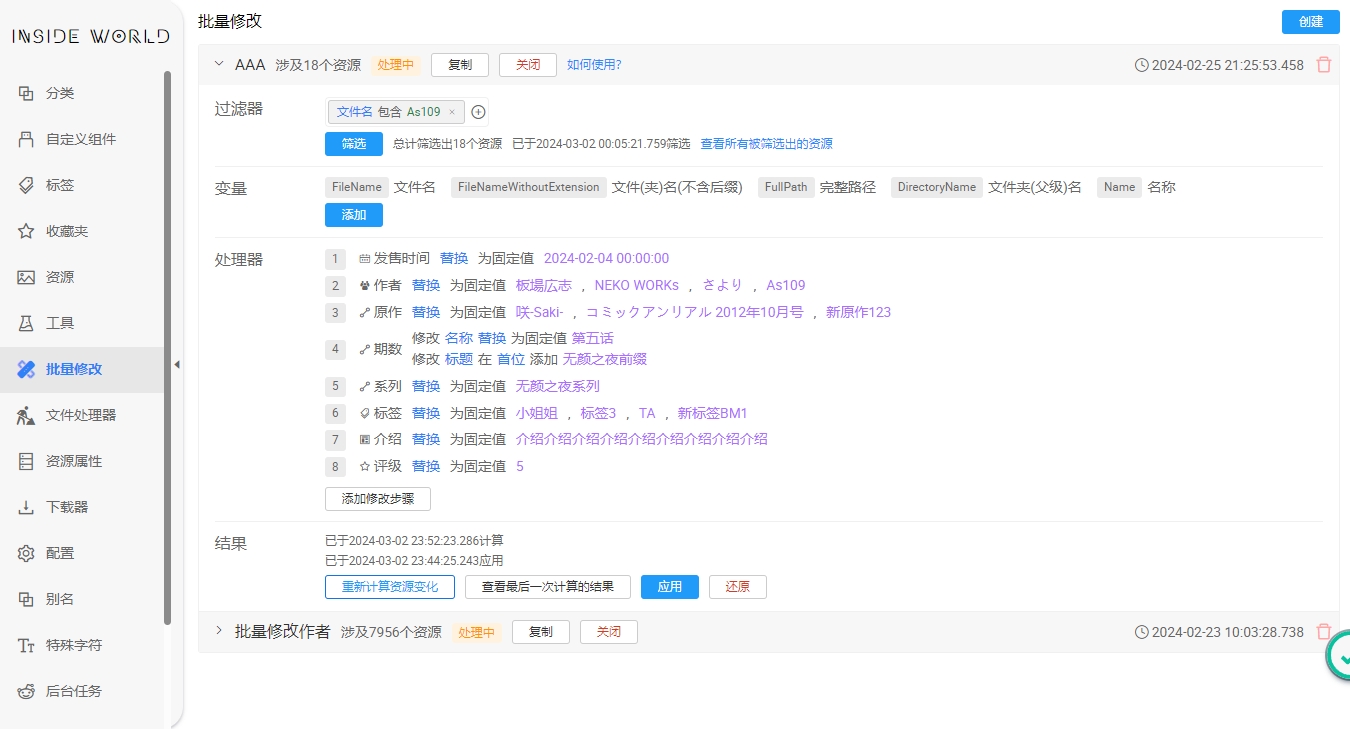 INSIDE WORLD
分类
自定义组件
标签
收藏夹
资源
工具
批量修改
文件处理器
资源属性
下载器
配置
别名
特殊字符
后台任务
批量修改
创建
AAA 涉及18个资源 处理中 复制 关闭 如何使用? 2024-02-25 21:25:53.458
过滤器
文件名 包含 As109 ×
筛选 总计筛选出18个资源 已于2024-03-02 00:05:21.759筛选 查看所有被筛选出的资源
变量
FileName 文件名 FileNameWithoutExtension 文件(夹)名(不含后缀) FullPath 完整路径 DirectoryName 文件夹(父级)名 Name 名称
添加
处理器
1 发售时间 替换 为固定值 2024-02-04 00:00:00
2 作者 替换 为固定值 板場広志 , NEKO WORKs , さより , As109
3 原作 替换 为固定值 咲-Saki- , コミックアンリアル 2012年10月号 , 新原作123
4 期数 修改 名称 替换 为固定值 第五话
修改 标题 在 首位 添加 无颜之夜前缀
5 系列 替换 为固定值 无颜之夜系列
6 标签 替换 为固定值 小姐姐 , 标签3 , TA , 新标签BM1
7 介绍 替换 为固定值 介绍介绍介绍介绍介绍介绍介绍介绍介绍
8 评级 替换 为固定值 5
添加修改步骤
结果
已于2024-03-02 23:52:23.286计算
已于2024-03-02 23:44:25.243应用
重新计算资源变化 查看最后一次计算的结果 应用 还原
批量修改作者 涉及7956个资源 处理中 复制 关闭 2024-02-23 10:03:28.738